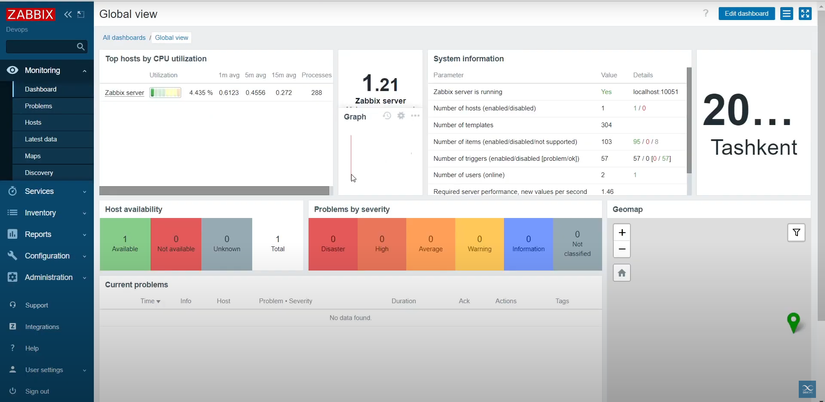 ZABBIX
Devops
Monitoring
Dashboard
Problems
Hosts
Latest data
Maps
Discovery
Services
Inventory
Reports
Configuration
Administration
Support
Integrations
Help
User settings
Sign out
Global view
? Edit dashboard
All dashboards / Global view
Top hosts by CPU utilization
Utilization 1m avg 5m avg 15m avg Processes
Zabbix server 4.435 % 0.6123 0.4556 0.272 288
1.21
Zabbix server
Graph
System information
Parameter Value Details
Zabbix server is running Yes localhost:10051
Number of hosts (enabled/disabled) 1 1 / 0
Number of templates 304
Number of items (enabled/disabled/not supported) 103 95 / 0 / 8
Number of triggers (enabled/disabled [problem/ok]) 57 57 / 0 [0 / 57]
Number of users (online) 2 1
Required server performance, new values per second 1.46
20...
Tashkent
Host availability
1 Available
0 Not available
0 Unknown
1 Total
Problems by severity
0 Disaster
0 High
0 Average
0 Warning
0 Information
0 Not classified
Geomap
+
−
Current problems
Time ▼ Info Host Problem • Severity Duration Ack Actions Tags
No data found.